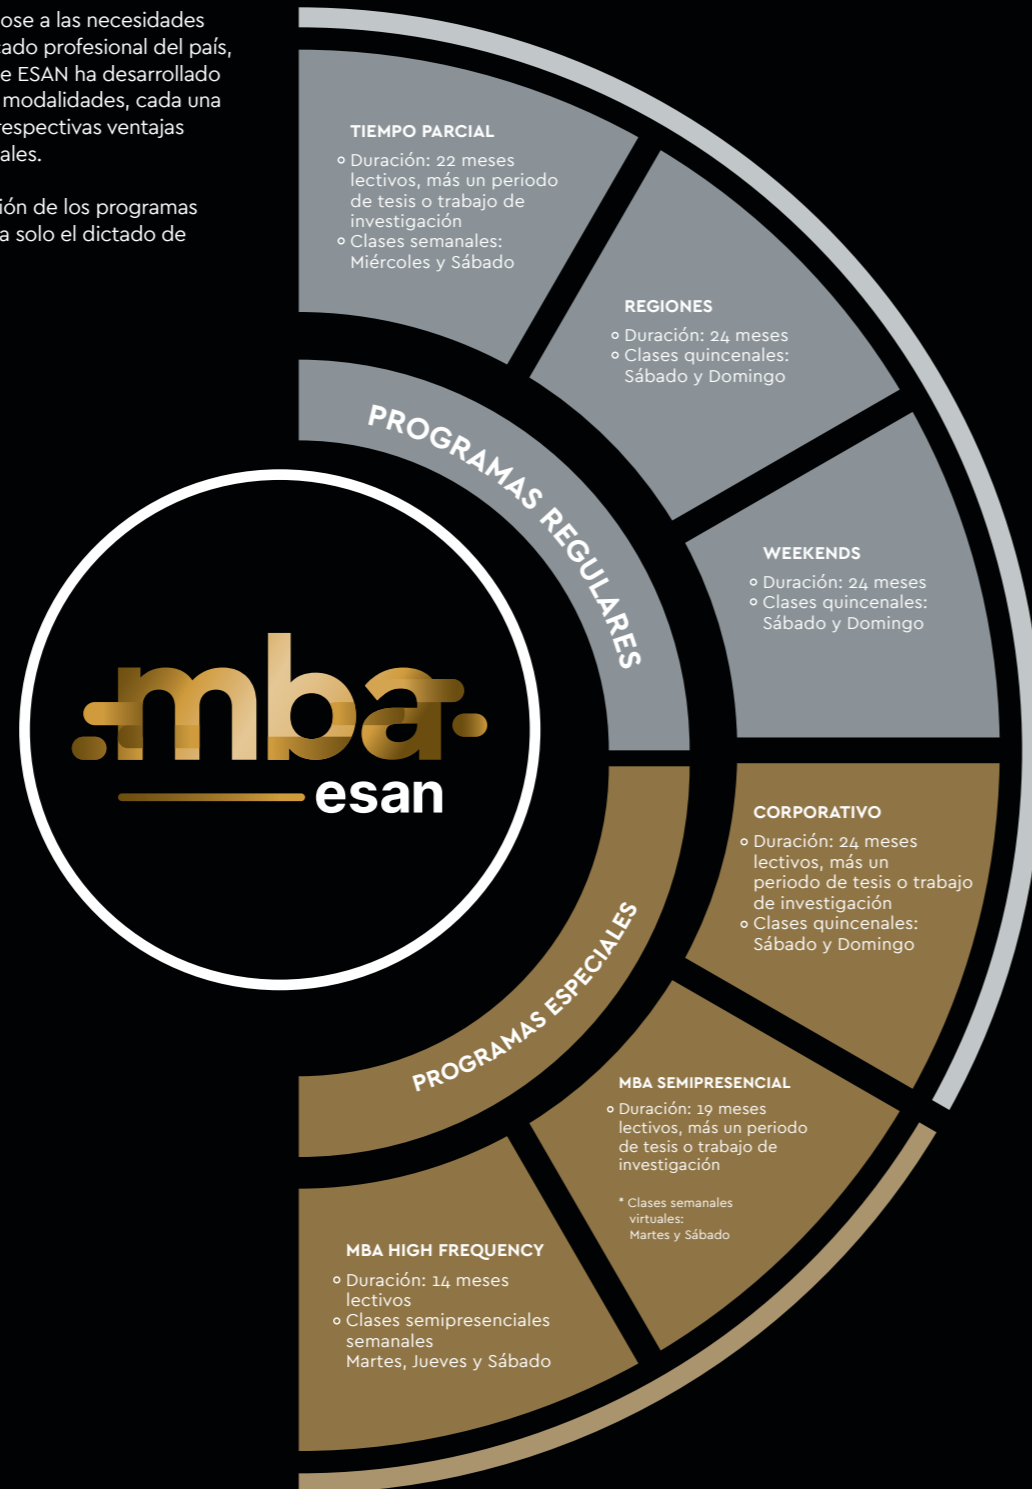 ose a las necesidades
cado profesional del país,
e ESAN ha desarrollado
modalidades, cada una
respectivas ventajas
ales.
ión de los programas
a solo el dictado de
TIEMPO PARCIAL
Duración: 22 meses
lectivos, más un periodo
de tesis o trabajo de
investigación
Clases semanales:
Miércoles y Sábado
REGIONES
Duración: 24 meses
Clases quincenales:
Sábado y Domingo
WEEKENDS
Duración: 24 meses
Clases quincenales:
Sábado y Domingo
PROGRAMAS REGULARES
mba
esan
CORPORATIVO
Duración: 24 meses
lectivos, más un
periodo de tesis o trabajo
de investigación
Clases quincenales:
Sábado y Domingo
PROGRAMAS ESPECIALES
MBA SEMIPRESENCIAL
Duración: 19 meses
lectivos, más un periodo
de tesis o trabajo de
investigación
* Clases semanales
virtuales:
Martes y Sábado
MBA HIGH FREQUENCY
Duración: 14 meses
lectivos
Clases semipresenciales
semanales
Martes, Jueves y Sábado